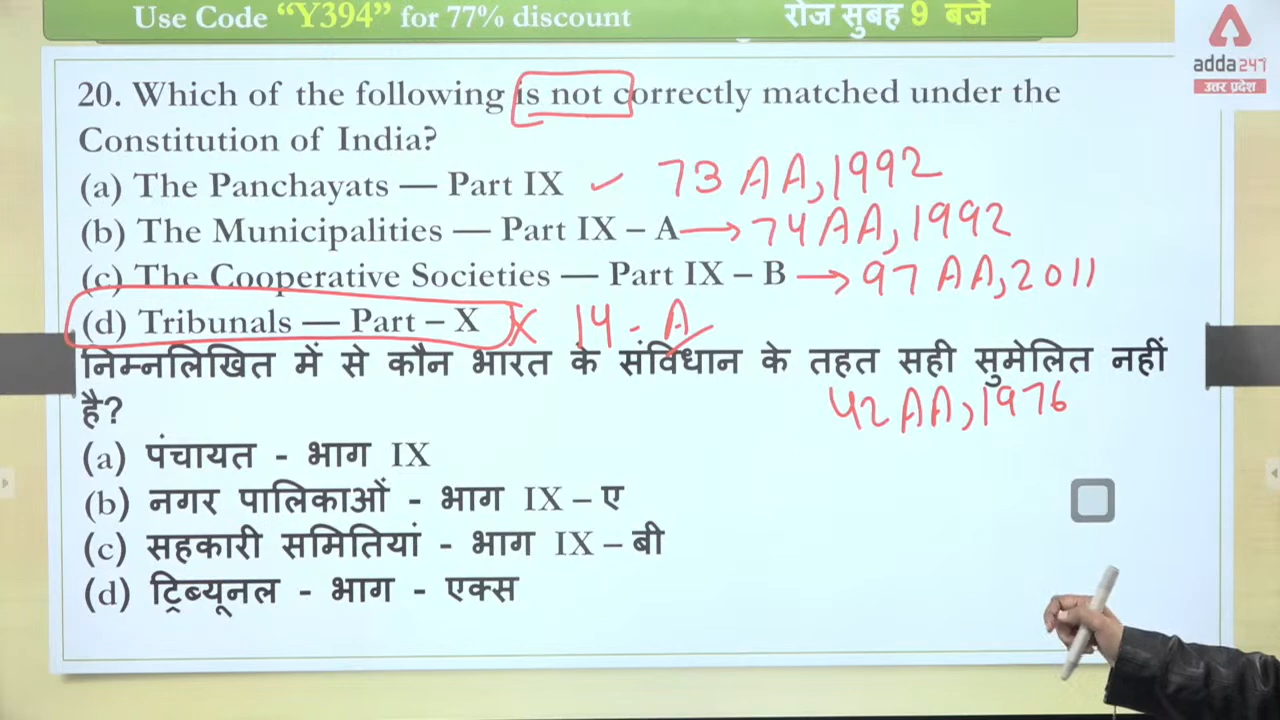 Use Code “Y394” for 77% discount
रोज सुबह 9 बजे
adda247
उत्तर प्रदेश
20. Which of the following is not correctly matched under the
Constitution of India?
(a) The Panchayats — Part IX ✓ 73 AA, 1992
(b) The Municipalities — Part IX – A → 74 AA, 1992
(c) The Cooperative Societies — Part IX – B → 97 AA, 2011
(d) Tribunals — Part – X X 14 - A
निम्नलिखित में से कौन भारत के संविधान के तहत सही सुमेलित नहीं
है?
42 AA, 1976
(a) पंचायत - भाग IX
(b) नगर पालिकाओं - भाग IX – ए
(c) सहकारी समितियां - भाग IX – बी
(d) ट्रिब्यूनल - भाग - एक्स